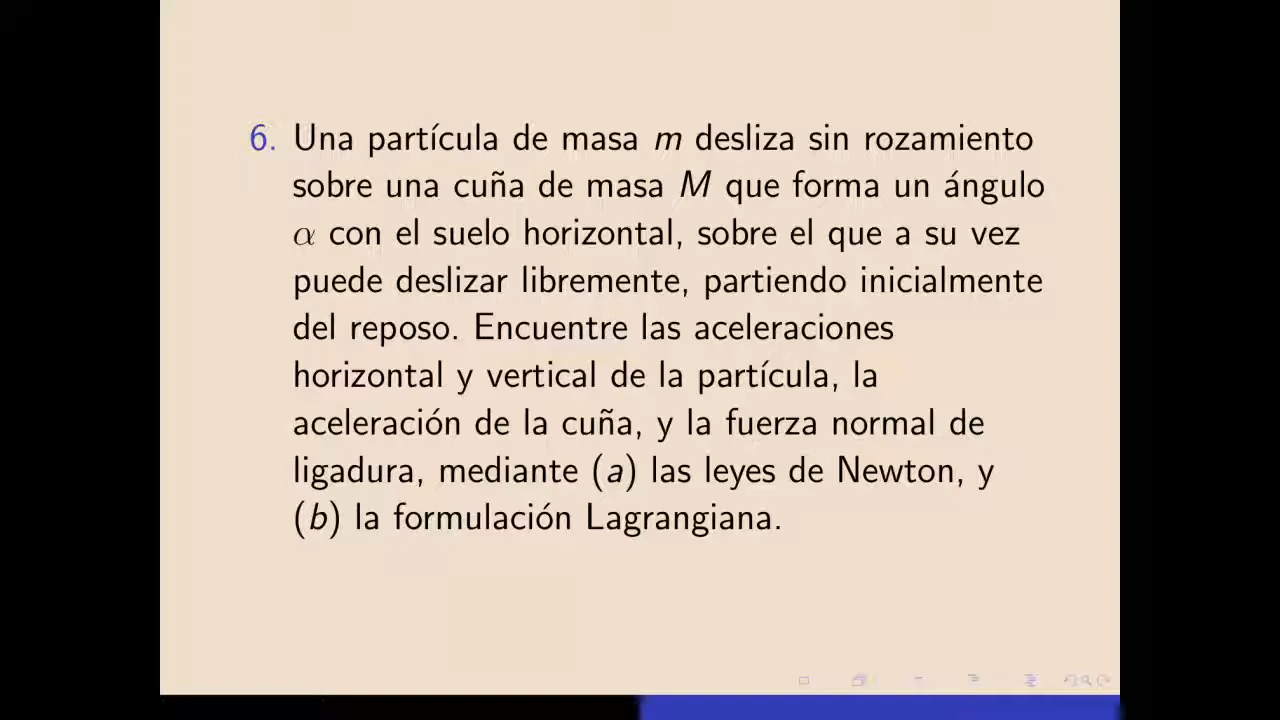 6. Una partícula de masa m desliza sin rozamiento
sobre una cuña de masa M que forma un ángulo
α con el suelo horizontal, sobre el que a su vez
puede deslizar libremente, partiendo inicialmente
del reposo. Encuentre las aceleraciones
horizontal y vertical de la partícula, la
aceleración de la cuña, y la fuerza normal de
ligadura, mediante (a) las leyes de Newton, y
(b) la formulación Lagrangiana.